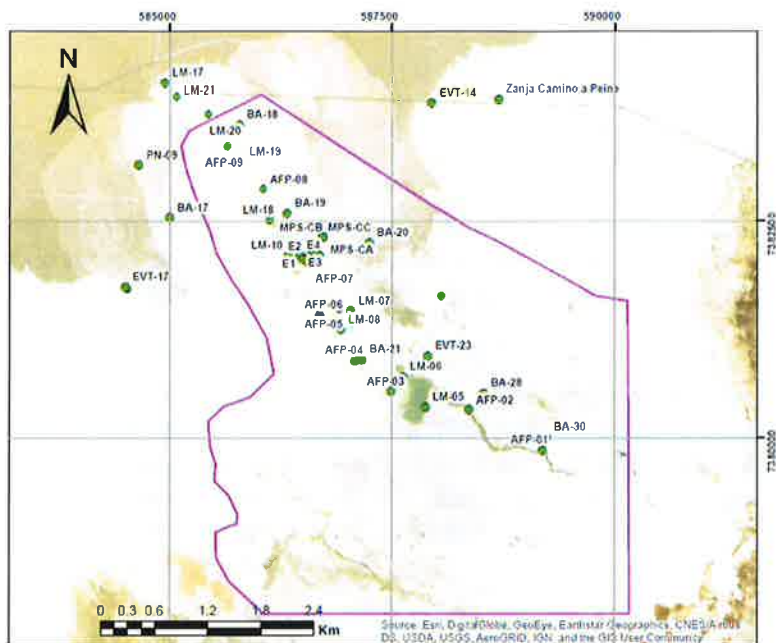 585000 587500 590000
N
LM-17
LM-21
EVT-14
Zanja Camino a Peine
BA-18
LM-20
LM-19
AFP-09
PN-09
AFP-08
BA-19
BA-17
LM-18
MPS-CB MPS-CC
BA-20
LM-10 E2 E4 MPS-CA
E1 E3
AFP-07
EVT-17
AFP-06 LM-07
AFP-05 LM-08
AFP-04 BA-21
EVT-23
LM-06
AFP-03
BA-28
LM-05
AFP-02
BA-30
AFP-01
7382500
7380000
0 0.3 0.6 1.2 1.8 2.4
Km
Source: Esri, DigitalGlobe, GeoEye, Earthstar Geographics, CNES/Airbus
DS, USDA, USGS, AeroGRID, IGN, and the GIS User Community